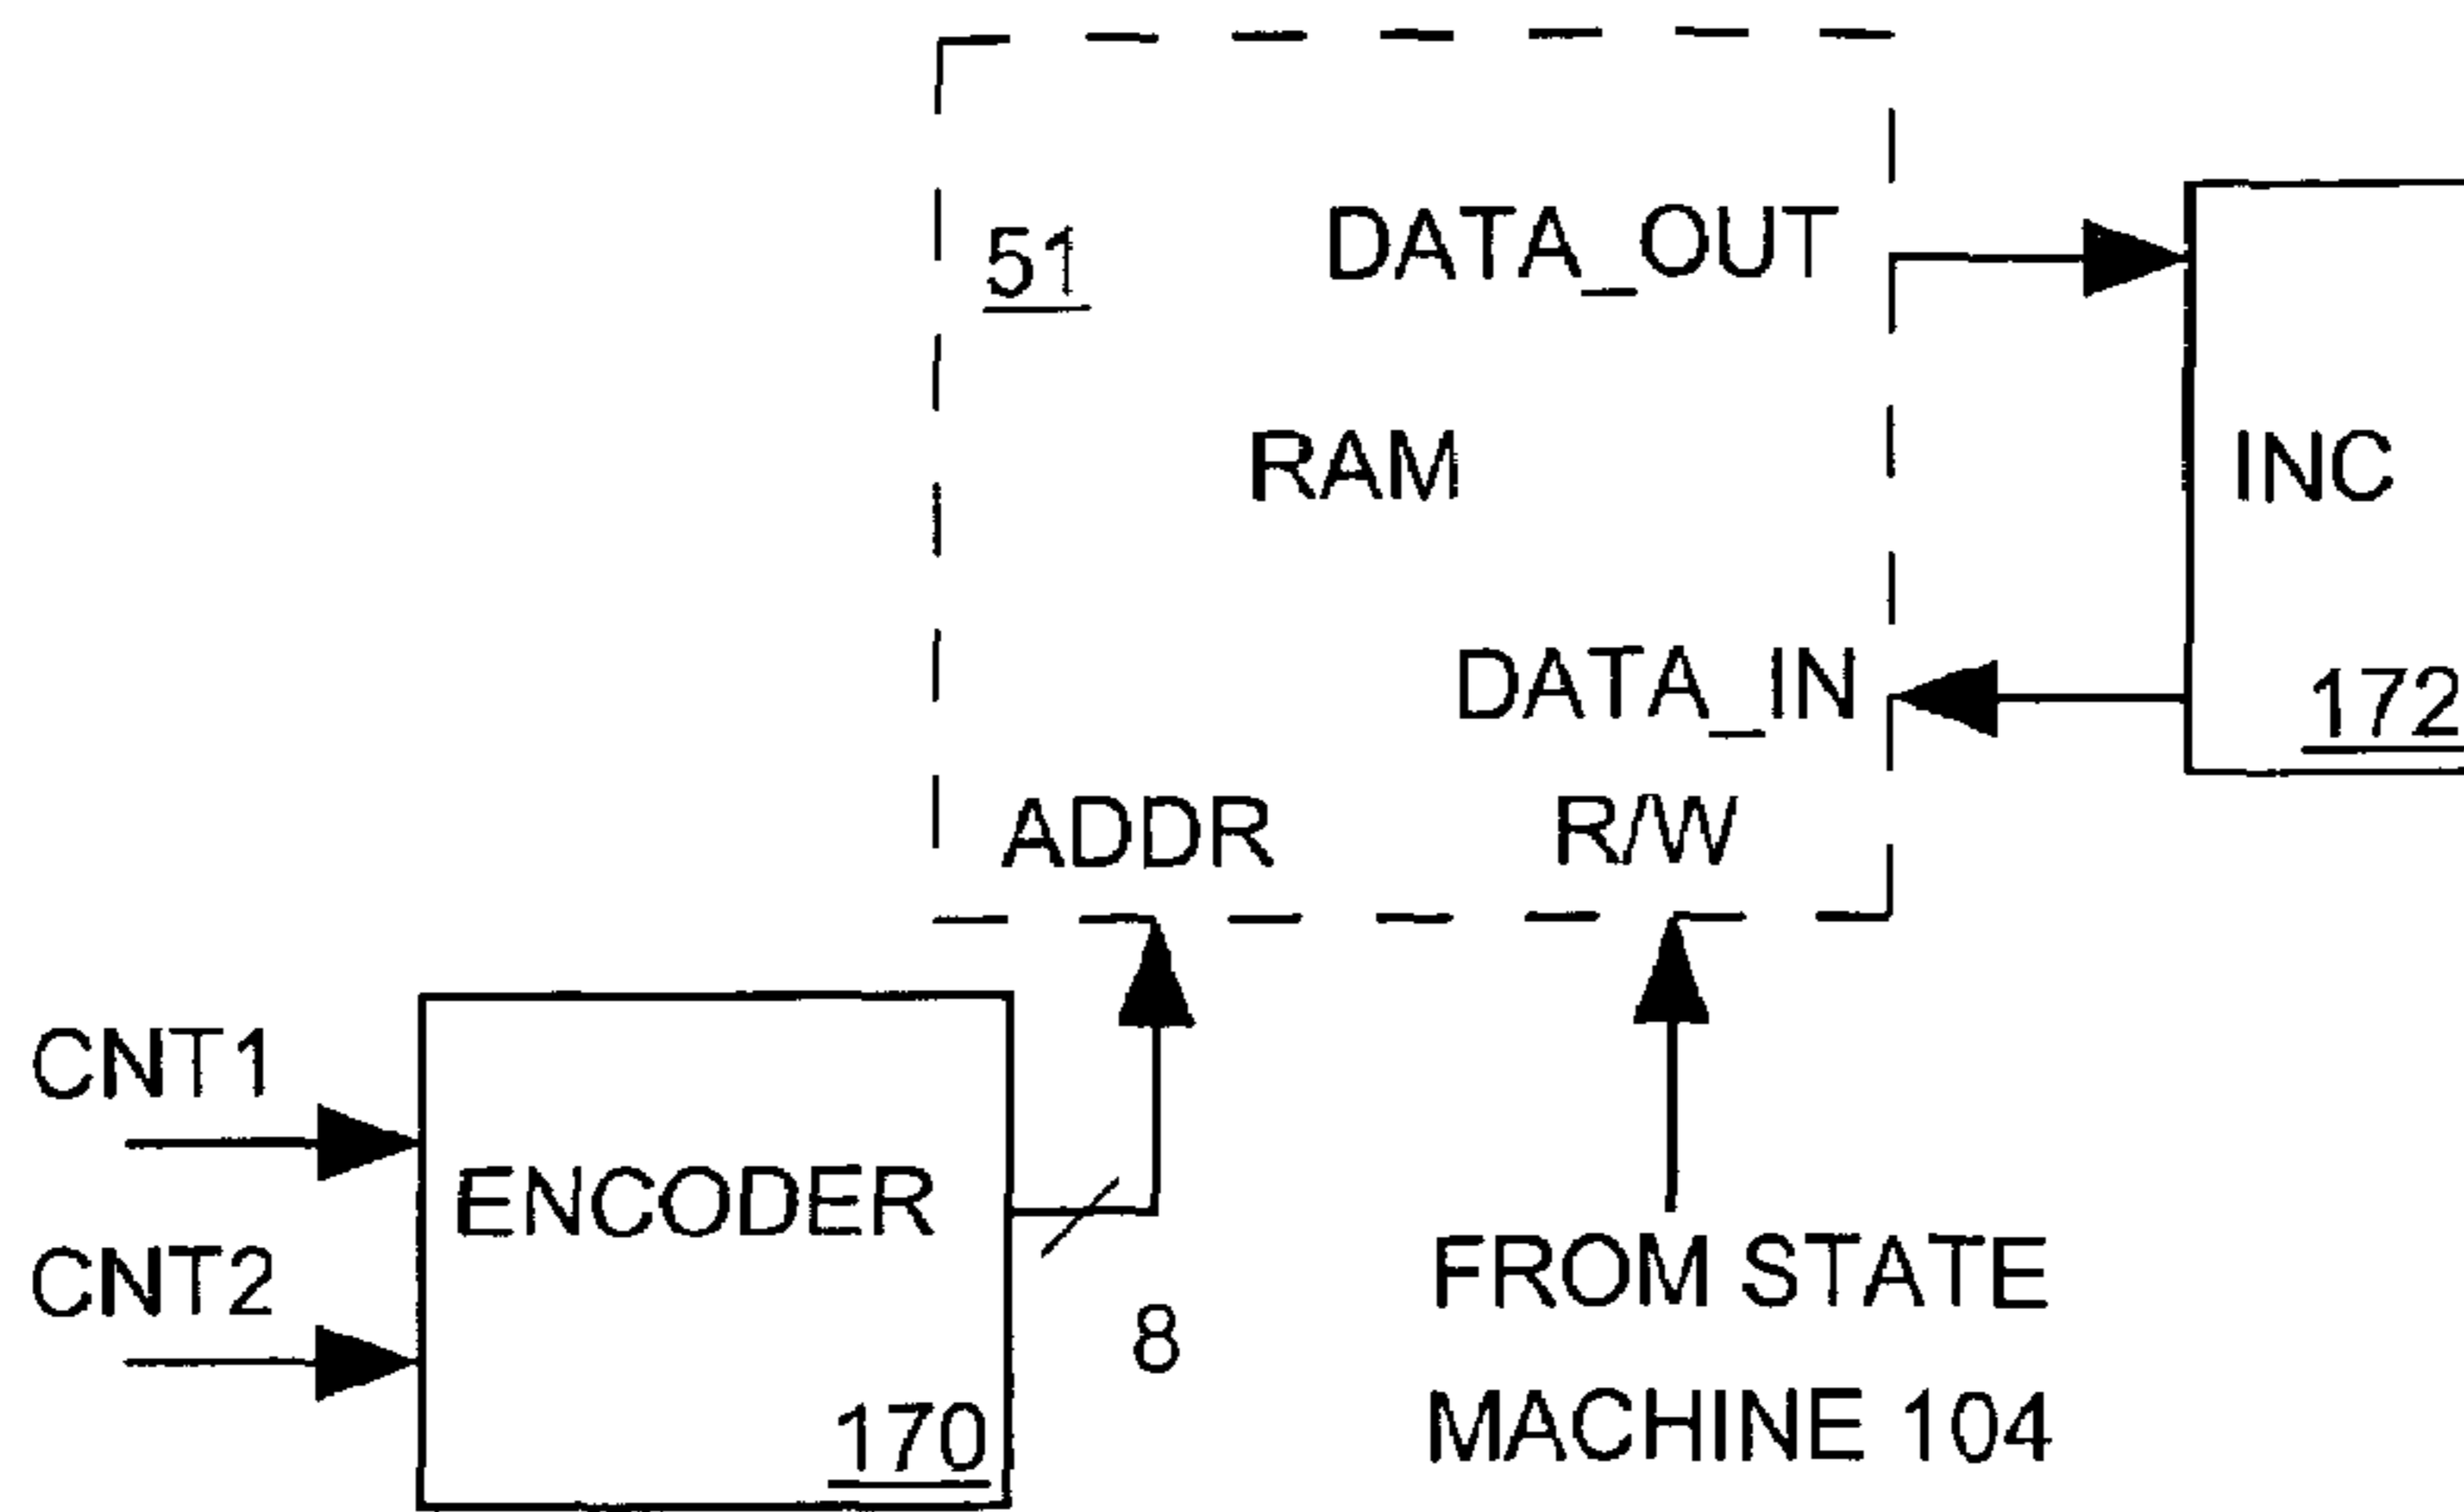 DATA_OUT
51
RAM
INC
DATA_IN
172
ADDR
R/W
CNT1
ENCODER
CNT2
8
FROM STATE
MACHINE 104
170